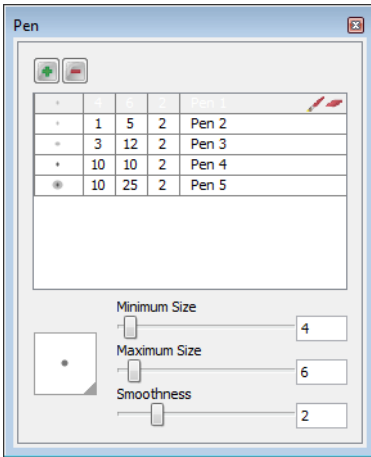 Pen
4 6 2 Pen 1
1 5 2 Pen 2
3 12 2 Pen 3
10 10 2 Pen 4
10 25 2 Pen 5
Minimum Size
4
Maximum Size
6
Smoothness
2